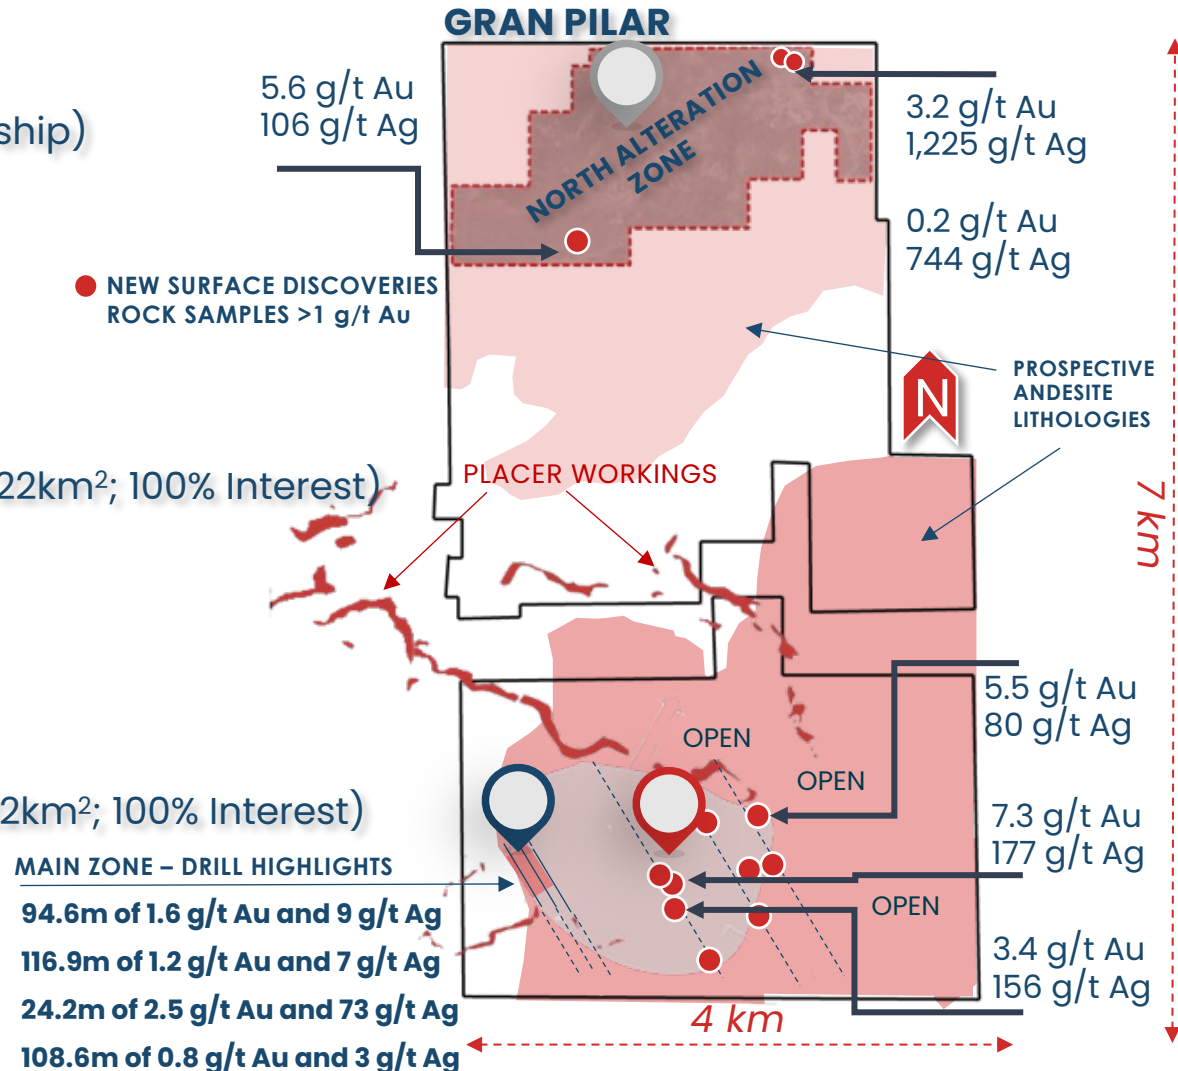 GRAN PILAR
5.6 g/t Au
106 g/t Ag
ship)
3.2 g/t Au
1,225 g/t Ag
NORTH ALTERATION
ZONE
0.2 g/t Au
744 g/t Ag
NEW SURFACE DISCOVERIES
ROCK SAMPLES >1 g/t Au
PROSPECTIVE
ANDESITE
LITHOLOGIES
N
7 km
22km²; 100% Interest)
PLACER WORKINGS
5.5 g/t Au
80 g/t Ag
OPEN
OPEN
2km²; 100% Interest)
7.3 g/t Au
177 g/t Ag
MAIN ZONE – DRILL HIGHLIGHTS
94.6m of 1.6 g/t Au and 9 g/t Ag
116.9m of 1.2 g/t Au and 7 g/t Ag
24.2m of 2.5 g/t Au and 73 g/t Ag
108.6m of 0.8 g/t Au and 3 g/t Ag
OPEN
3.4 g/t Au
156 g/t Ag
4 km